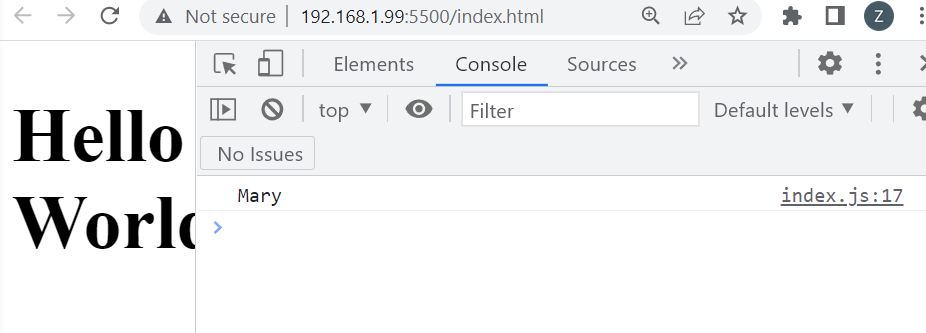 Not secure | 192.168.1.99:5500/index.html Z
Elements Console Sources
top Filter Default levels
No Issues
Hello
World
Mary index.js:17